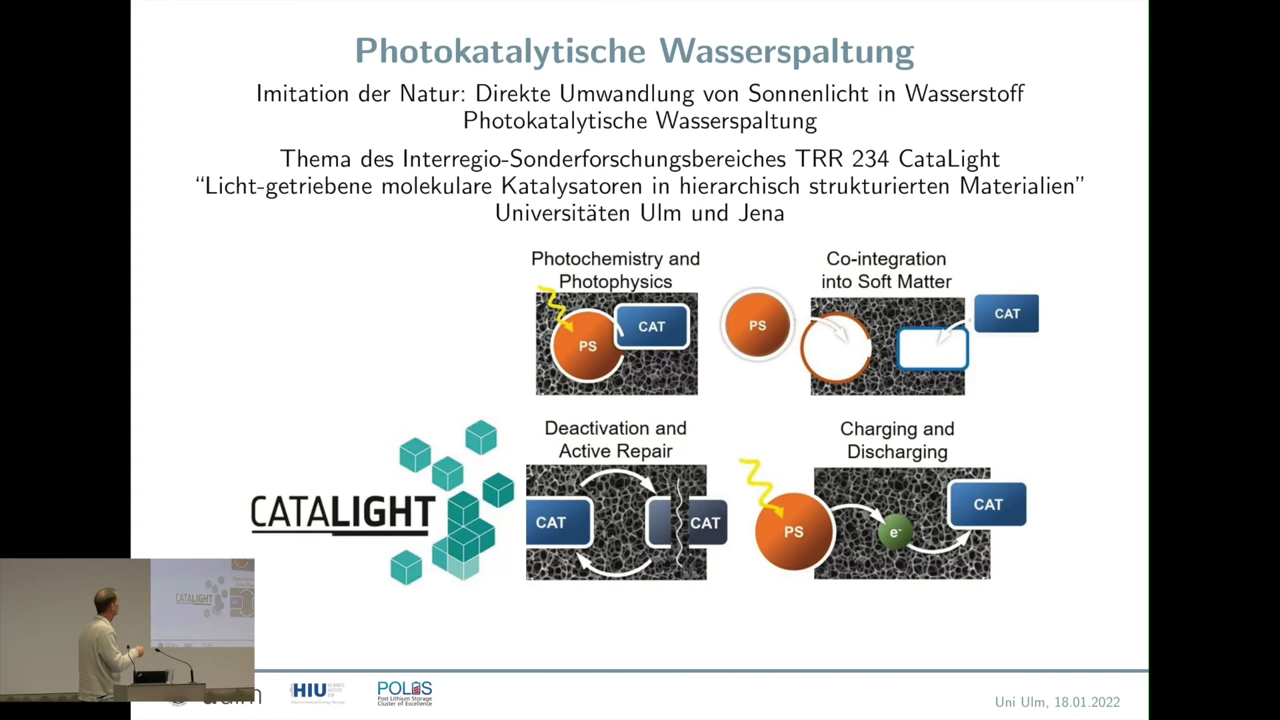 Photokatalytische Wasserspaltung
Imitation der Natur: Direkte Umwandlung von Sonnenlicht in Wasserstoff
Photokatalytische Wasserspaltung
Thema des Interregio-Sonderforschungsbereiches TRR 234 CataLight
“Licht-getriebene molekulare Katalysatoren in hierarchisch strukturierten Materialien”
Universitäten Ulm und Jena
Photochemistry and
Photophysics
PS
CAT
Co-integration
into Soft Matter
PS
CAT
Deactivation and
Active Repair
CAT
CAT
Charging and
Discharging
PS
e-
CAT
CATALIGHT
CATALIGHT
HIU
POLiS
Post Lithium Storage
Cluster of Excellence
Uni Ulm, 18.01.2022